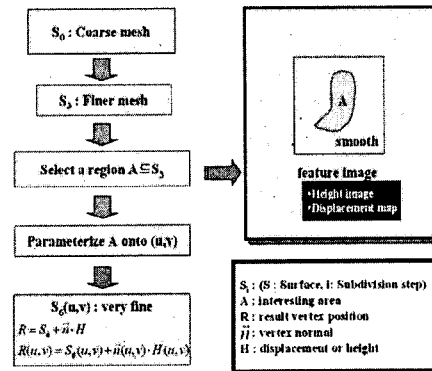 S₀ : Coarse mesh
S₃ : Finer mesh
Select a region A⊆S₃
Parameterize A onto (u,v)
S₆(u,v) : very fine
R = S₆ + n⃗ · H
R(u,v) = S₆(u,v) + n⃗(u,v) · H(u,v)
A
smooth
feature image
•Height image
•Displacement map
Sᵢ : (S : Surface, i: Subdivision step)
A : interesting area
R : result vertex position
n⃗ : vertex normal
H : displacement or height